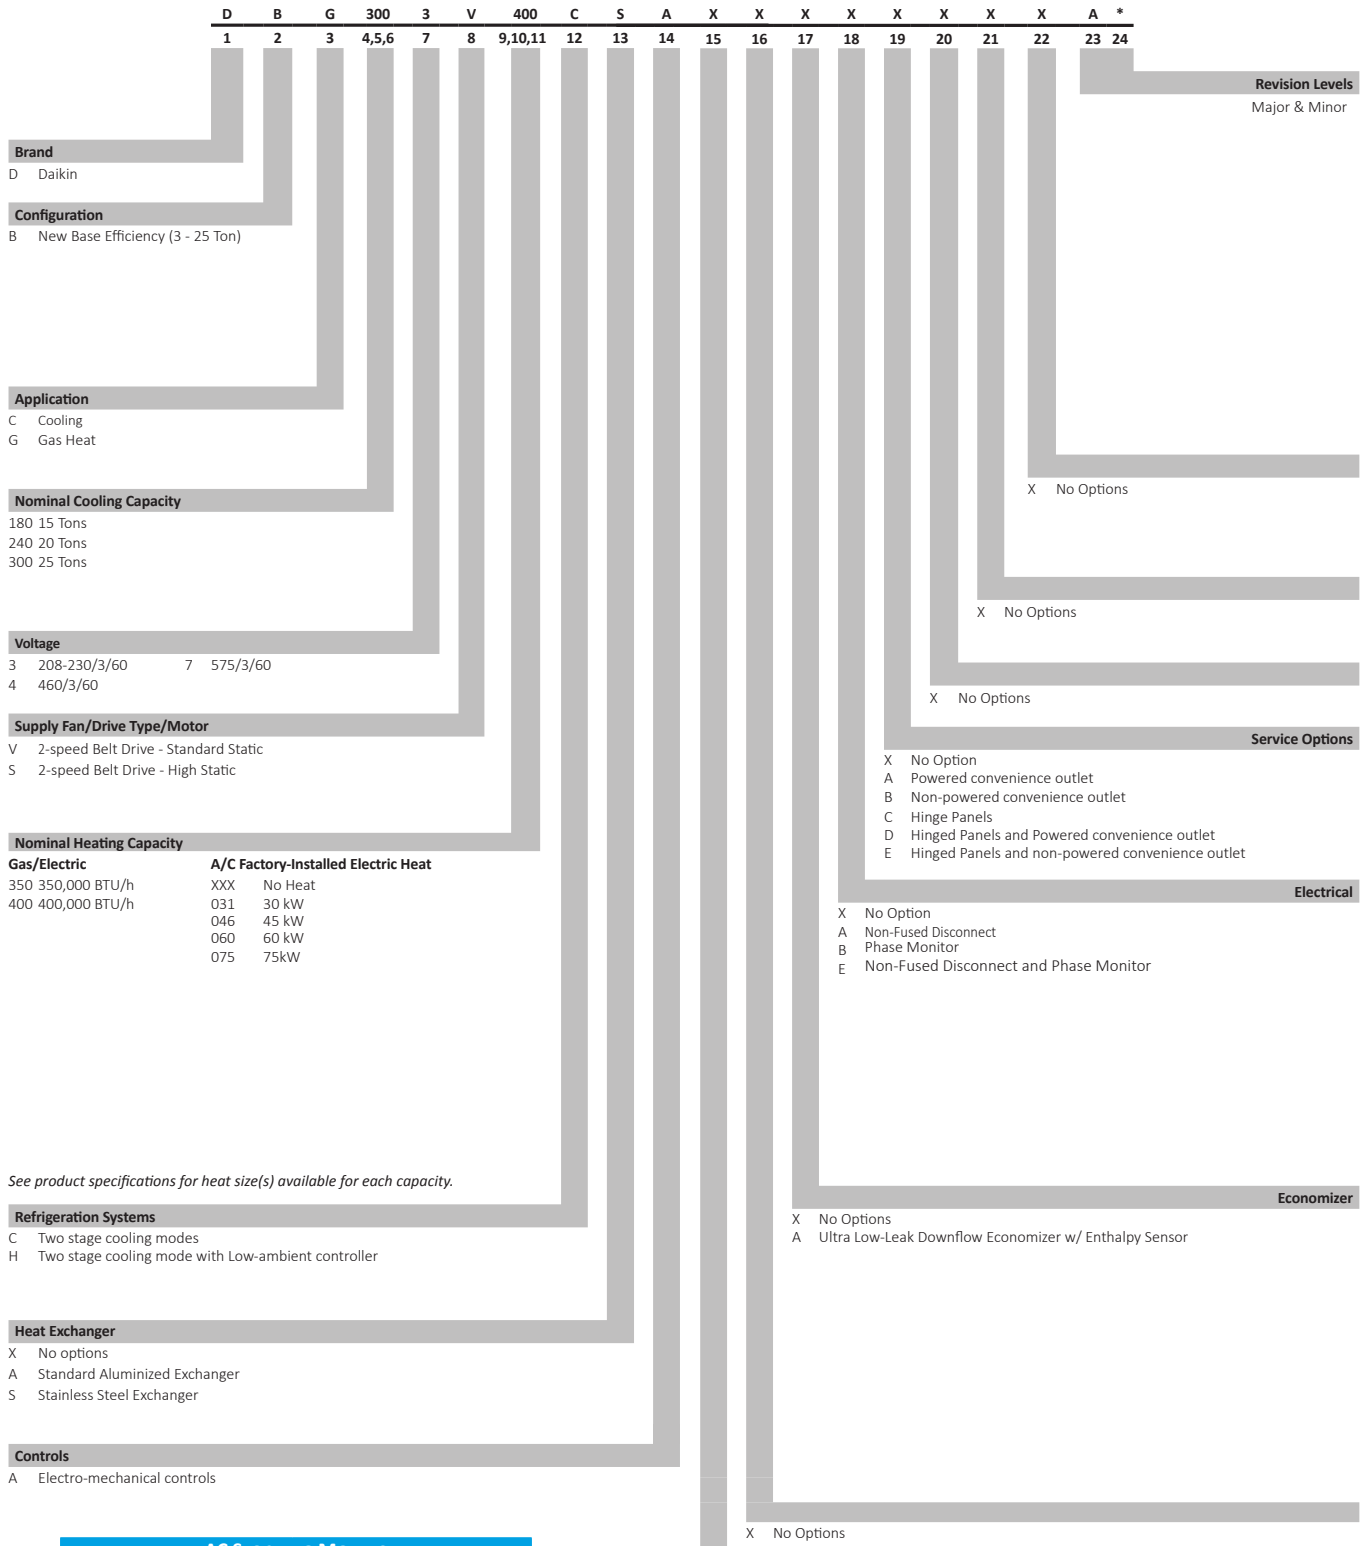 D B G 300 3 V 400 C S A X X X X X X X X A *
1 2 3 4,5,6 7 8 9,10,11 12 13 14 15 16 17 18 19 20 21 22 23 24
Revision Levels
Major & Minor
Brand
D Daikin
Configuration
B New Base Efficiency (3 - 25 Ton)
Application
C Cooling
G Gas Heat
X No Options
Nominal Cooling Capacity
180 15 Tons
240 20 Tons
300 25 Tons
X No Options
Voltage
3 208-230/3/60 7 575/3/60
4 460/3/60
X No Options
Supply Fan/Drive Type/Motor
V 2-speed Belt Drive - Standard Static
S 2-speed Belt Drive - High Static
Service Options
X No Option
A Powered convenience outlet
B Non-powered convenience outlet
C Hinge Panels
D Hinged Panels and Powered convenience outlet
E Hinged Panels and non-powered convenience outlet
Nominal Heating Capacity
Gas/Electric A/C Factory-Installed Electric Heat
350 350,000 BTU/h XXX No Heat
400 400,000 BTU/h 031 30 kW
046 45 kW
060 60 kW
075 75kW
Electrical
X No Option
A Non-Fused Disconnect
B Phase Monitor
E Non-Fused Disconnect and Phase Monitor
See product specifications for heat size(s) available for each capacity.
Economizer
X No Options
A Ultra Low-Leak Downflow Economizer w/ Enthalpy Sensor
Refrigeration Systems
C Two stage cooling modes
H Two stage cooling mode with Low-ambient controller
Heat Exchanger
X No options
A Standard Aluminized Exchanger
S Stainless Steel Exchanger
Controls
A Electro-mechanical controls
X No Options